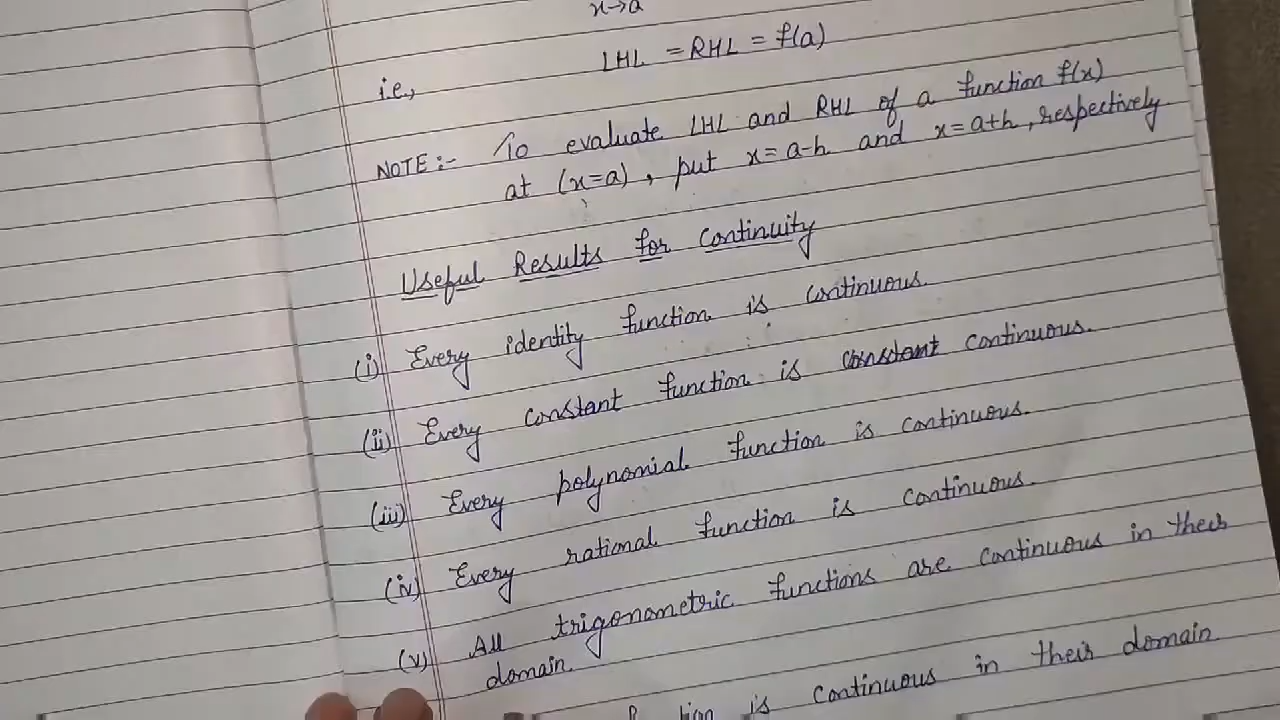 x→a
LHL = RHL = f(a)
i.e,
NOTE :- To evaluate LHL and RHL of a function f(x)
at (x=a), put x = a-h and x = a+h, respectively
Useful Results for Continuity
(i) Every identity function is continuous.
(ii) Every constant function is constant continuous.
(iii) Every polynomial function is continuous.
(iv) Every rational function is continuous.
(v) All trigonometric functions are continuous in their
domain.
is continuous in their domain